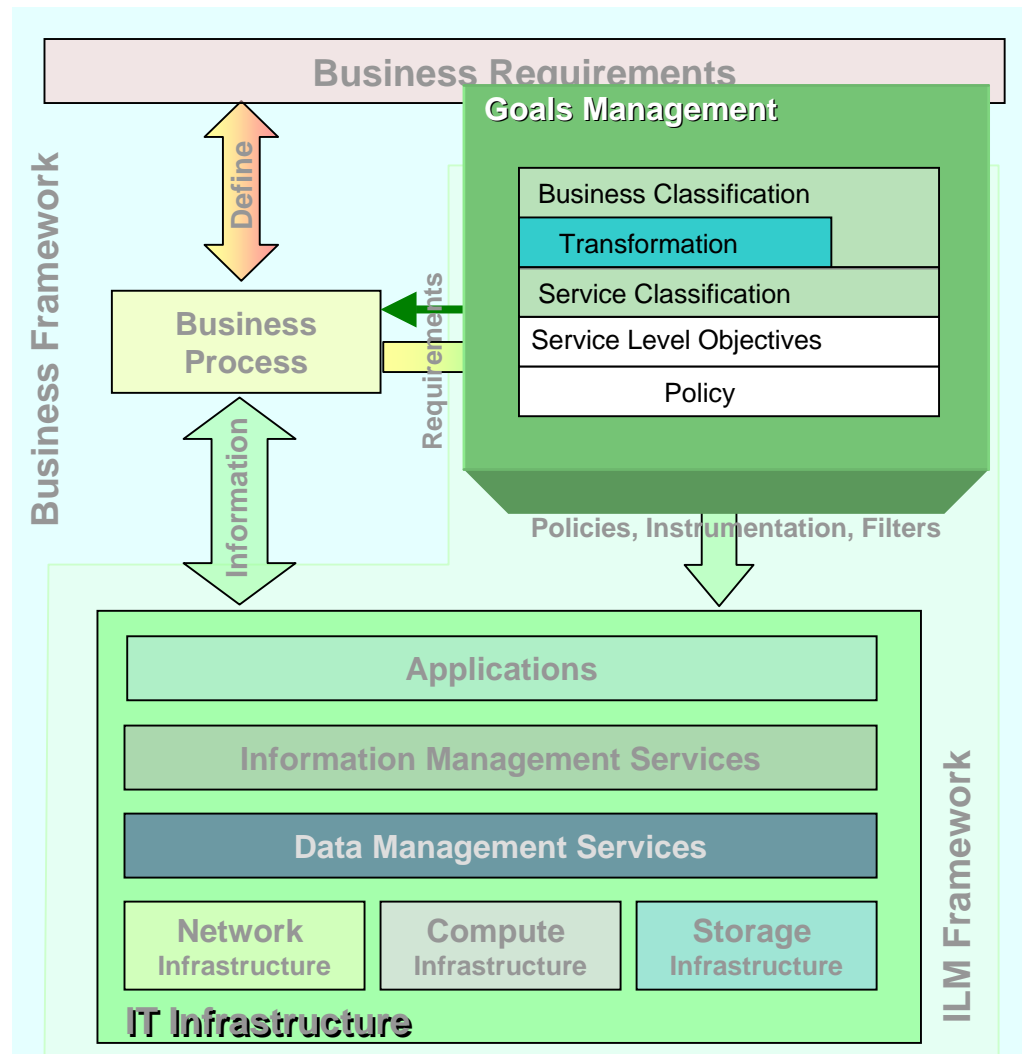 Business Requirements
Goals Management
Business Framework
Define
Business Classification
Transformation
Service Classification
Service Level Objectives
Policy
Business
Process
Requirements
Information
Policies, Instrumentation, Filters
Applications
Information Management Services
Data Management Services
Network
Infrastructure
Compute
Infrastructure
Storage
Infrastructure
IT Infrastructure
ILM Framework